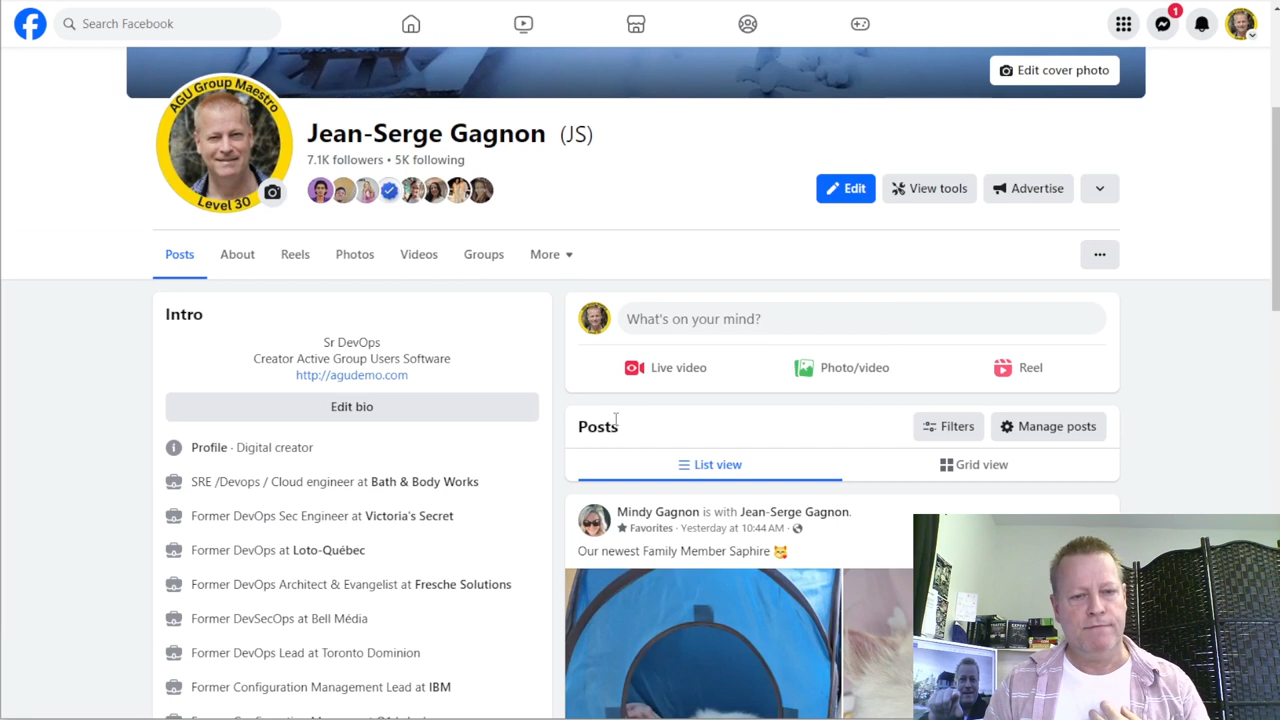 Search Facebook
1
Edit cover photo
AGU Group Maestro
Level 30
Jean-Serge Gagnon (JS)
7.1K followers • 5K following
Edit
View tools
Advertise
Posts
About
Reels
Photos
Videos
Groups
More
Intro
Sr DevOps
Creator Active Group Users Software
http://agudemo.com
Edit bio
Profile · Digital creator
SRE /Devops / Cloud engineer at Bath & Body Works
Former DevOps Sec Engineer at Victoria's Secret
Former DevOps at Loto-Québec
Former DevOps Architect & Evangelist at Fresche Solutions
Former DevSecOps at Bell Média
Former DevOps Lead at Toronto Dominion
Former Configuration Management Lead at IBM
What's on your mind?
Live video
Photo/video
Reel
Posts
Filters
Manage posts
List view
Grid view
Mindy Gagnon is with Jean-Serge Gagnon.
Favorites · Yesterday at 10:44 AM ·
Our newest Family Member Saphire 🥰
TRAFFIC
EXPERT